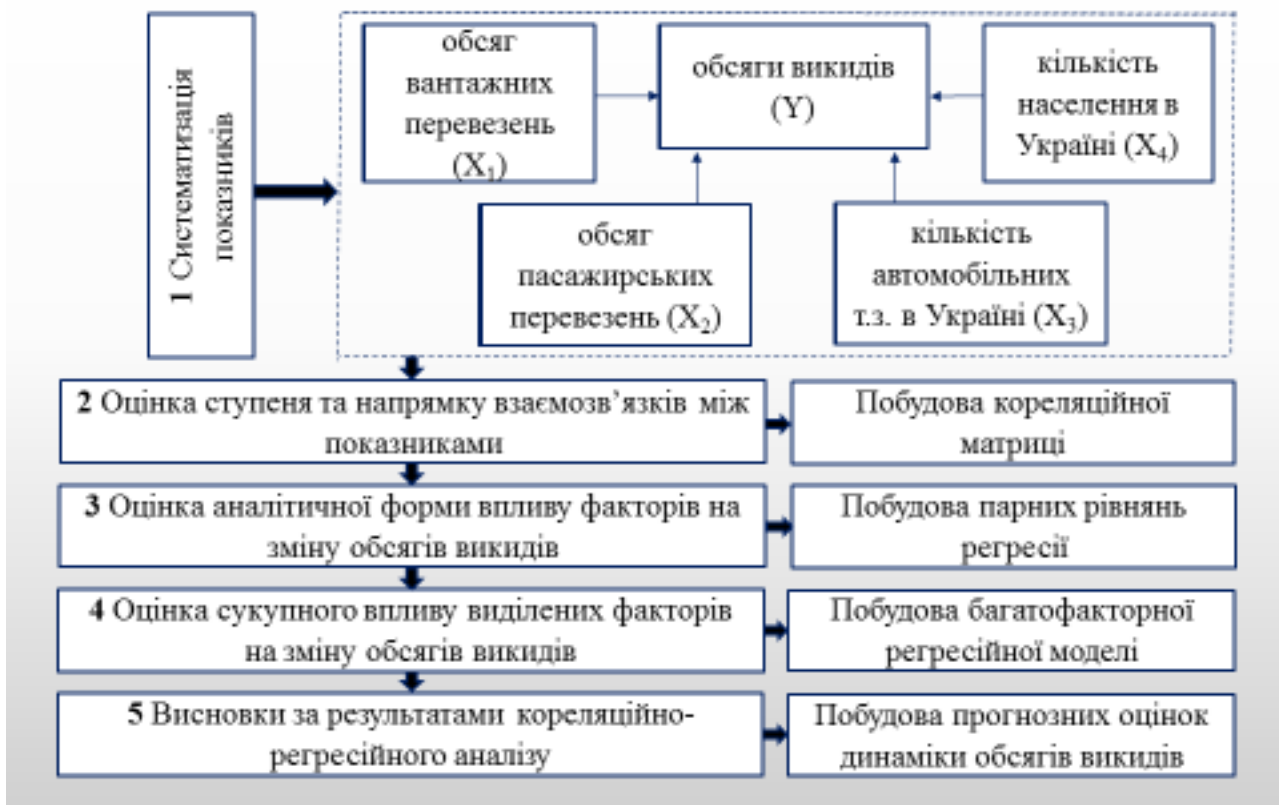 1 Систематизація
показників
обсяг
вантажних
перевезень
(X₁)
обсяги викидів
(Y)
кількість
населення в
Україні (X₄)
обсяг
пасажирських
перевезень (X₂)
кількість
автомобільних
т.з. в Україні (X₃)
2 Оцінка ступеня та напрямку взаємозв’язків між
показниками
Побудова кореляційної
матриці
3 Оцінка аналітичної форми впливу факторів на
зміну обсягів викидів
Побудова парних рівнянь
регресії
4 Оцінка сукупного впливу виділених факторів
на зміну обсягів викидів
Побудова багатофакторної
регресійної моделі
5 Висновки за результатами кореляційно-
регресійного аналізу
Побудова прогнозних оцінок
динаміки обсягів викидів